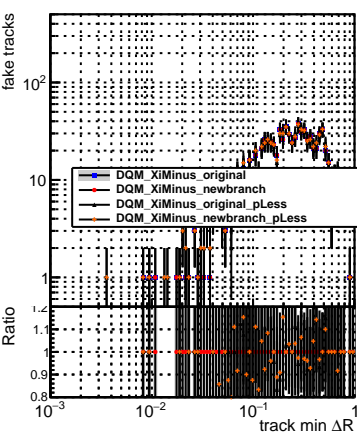 fake tracks
10²
DQM_XiMinus_original
DQM_XiMinus_newbranch
DQM_XiMinus_original_pLess
DQM_XiMinus_newbranch_pLess
10
1
Ratio
1.2
1.1
1
0.9
0.8
10⁻³ 10⁻² 10⁻¹ 1
track min ΔR